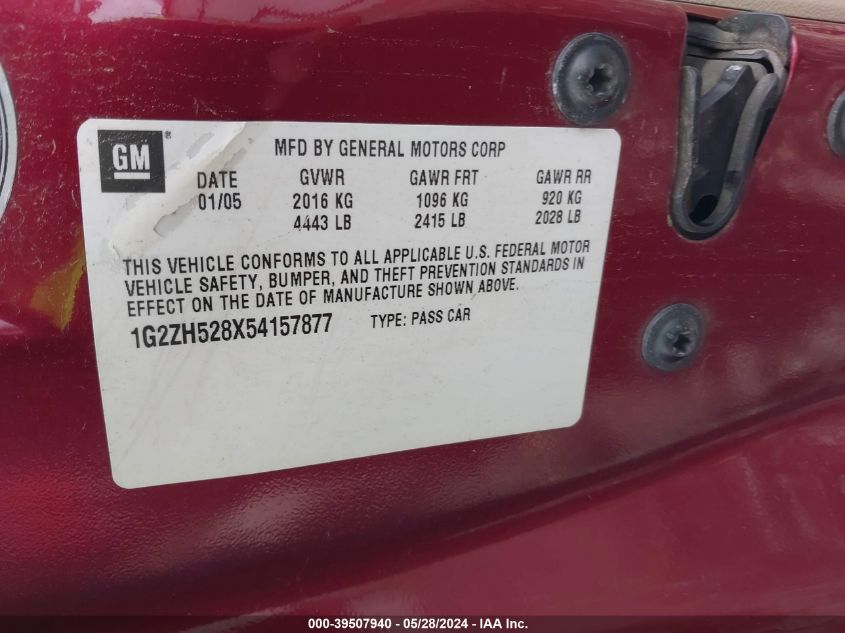 GM ®
MFD BY GENERAL MOTORS CORP
DATE GVWR GAWR FRT GAWR RR
01/05 2016 KG 1096 KG 920 KG
4443 LB 2415 LB 2028 LB
THIS VEHICLE CONFORMS TO ALL APPLICABLE U.S. FEDERAL MOTOR
VEHICLE SAFETY, BUMPER, AND THEFT PREVENTION STANDARDS IN
EFFECT ON THE DATE OF MANUFACTURE SHOWN ABOVE.
1G2ZH528X54157877 TYPE: PASS CAR
000-39507940 - 05/28/2024 - IAA Inc.